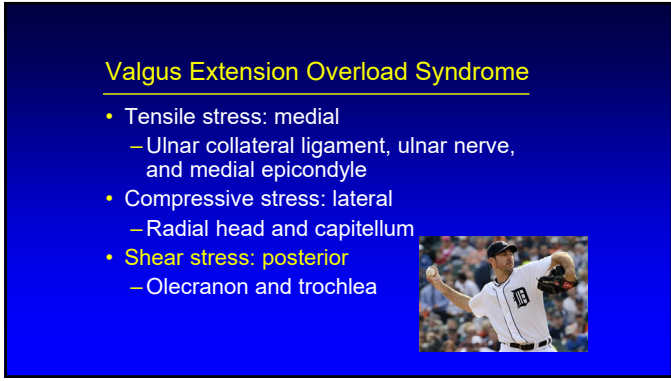 Valgus Extension Overload Syndrome
• Tensile stress: medial
–Ulnar collateral ligament, ulnar nerve,
and medial epicondyle
• Compressive stress: lateral
–Radial head and capitellum
• Shear stress: posterior
–Olecranon and trochlea
D